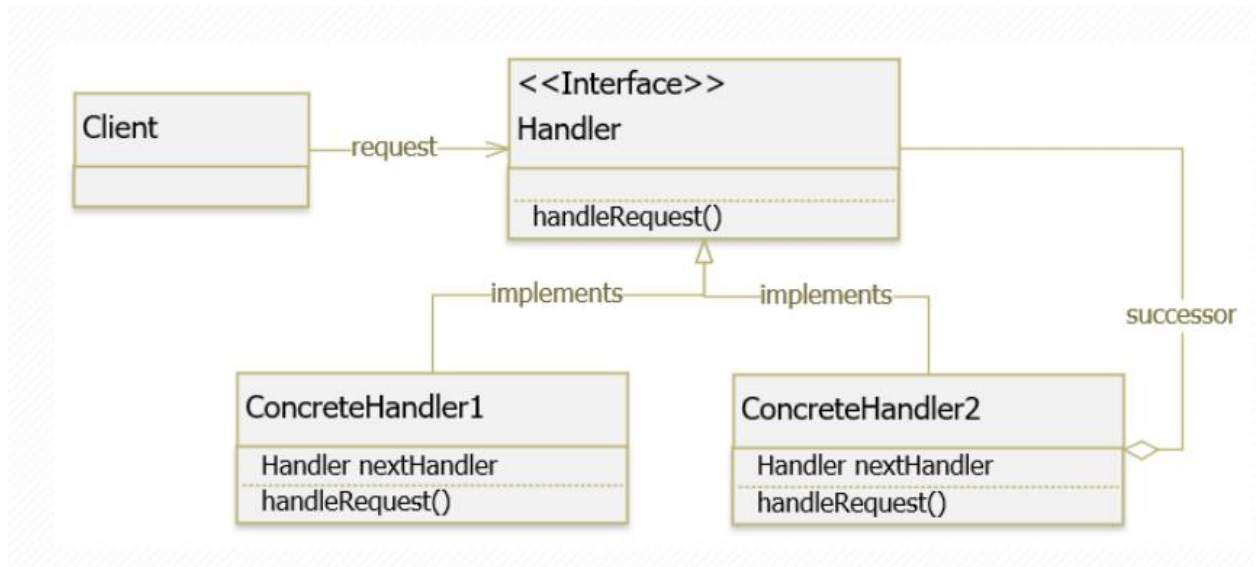 <<Interface>>
Client
Handler
request
handleRequest()
implements
implements
successor
ConcreteHandler1
ConcreteHandler2
Handler nextHandler
Handler nextHandler
handleRequest()
handleRequest()